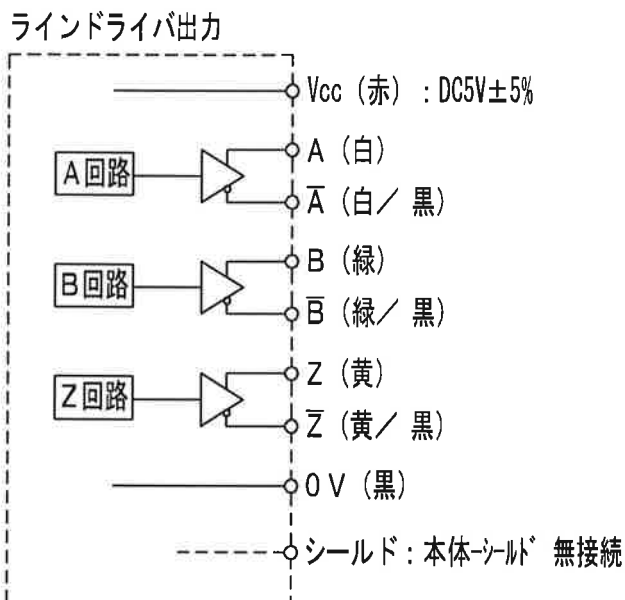 ラインドライバ出力
Vcc（赤）：DC5V±5%
A（白）
A回路
A̅（白／ 黒）
B（緑）
B回路
B̅（緑／ 黒）
Z（黄）
Z回路
Z̅（黄／ 黒）
0V（黒）
シールド：本体-ｼｰﾙﾄﾞ 無接続